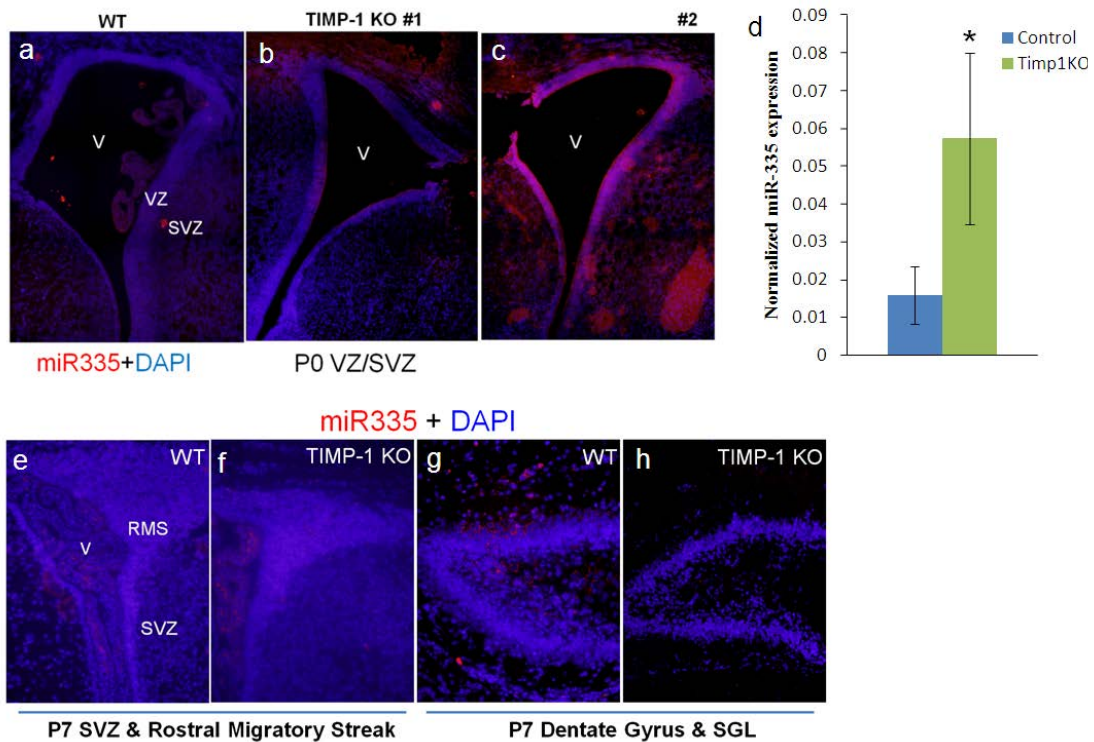 WT
TIMP-1 KO #1
#2
a
V
VZ
SVZ
b
V
c
V
miR335+DAPI
P0 VZ/SVZ
d
0.09
0.08
0.07
0.06
0.05
0.04
0.03
0.02
0.01
0
Normalized miR-335 expression
*
Control
Timp1KO
miR335 + DAPI
e
WT
RMS
V
SVZ
f
TIMP-1 KO
g
WT
h
TIMP-1 KO
P7 SVZ & Rostral Migratory Streak
P7 Dentate Gyrus & SGL